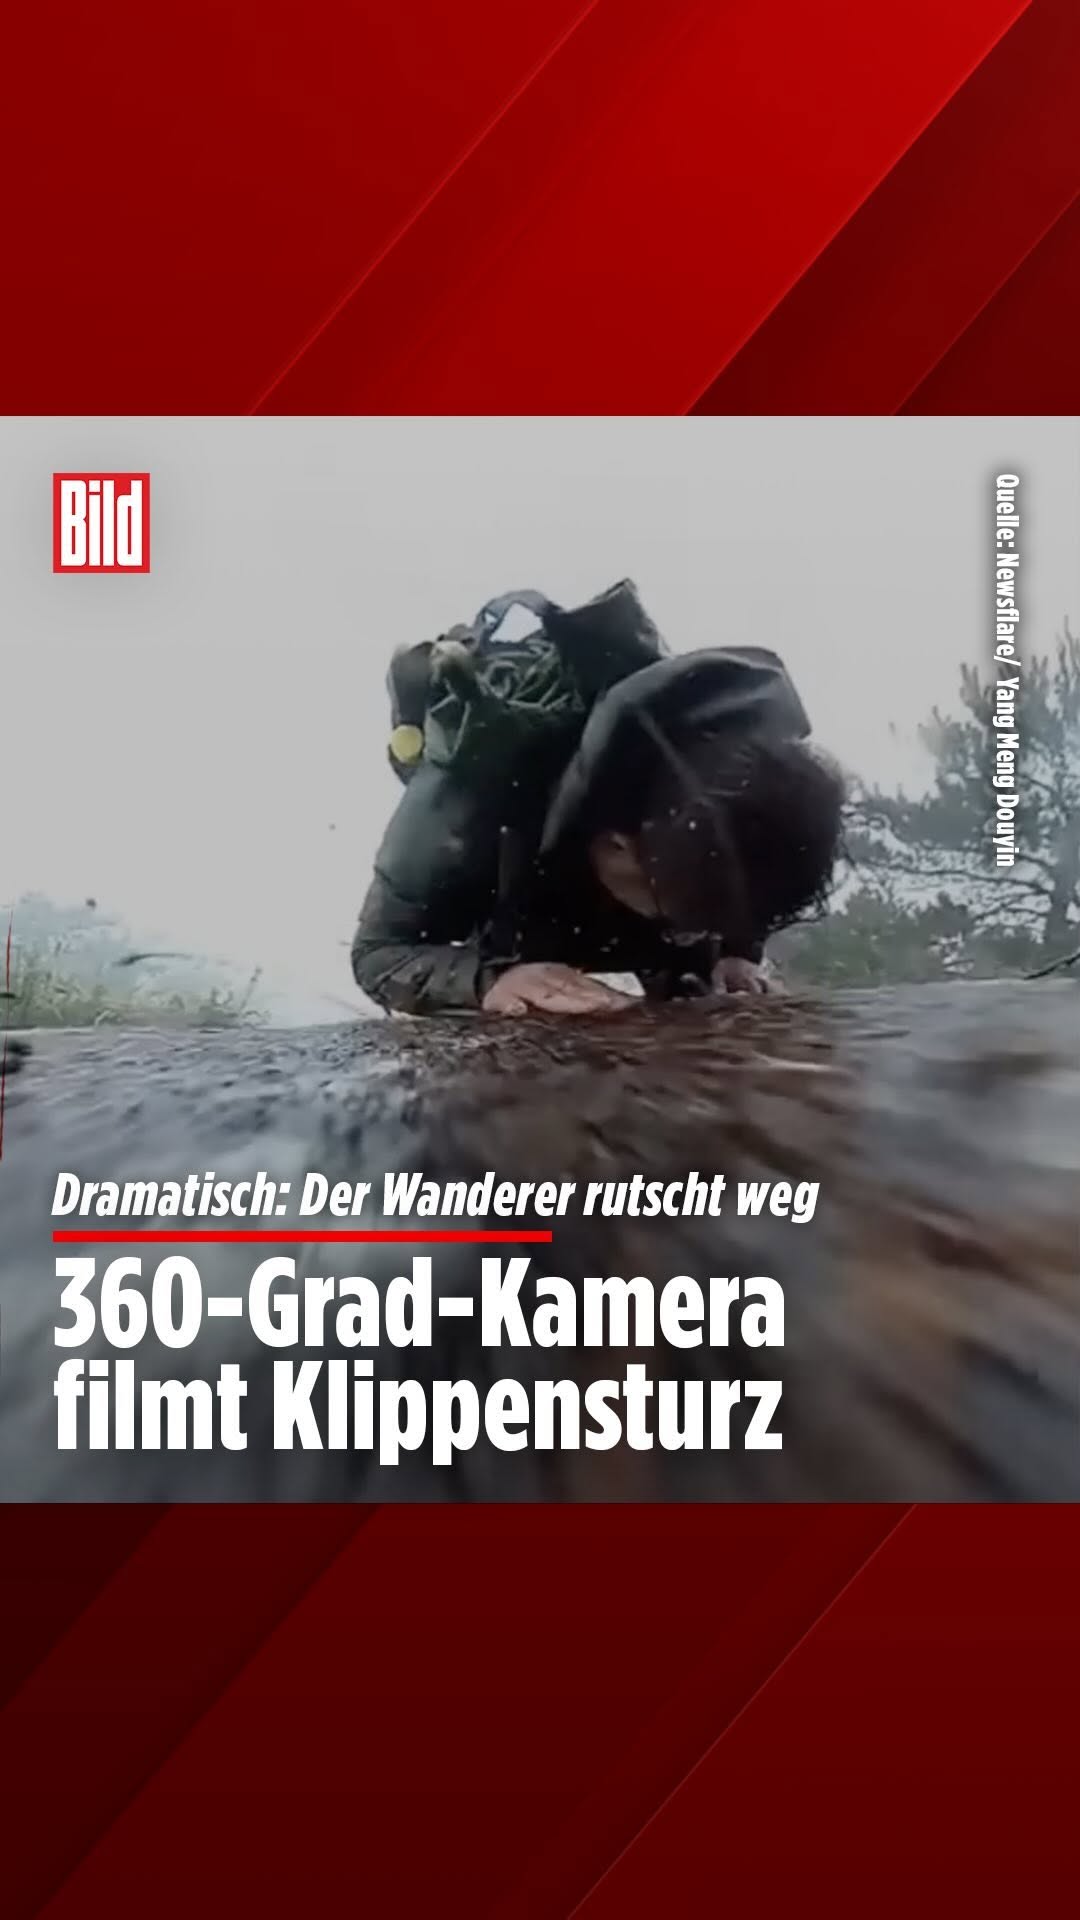 Bild
Quelle: Newsflare/ Yang Meng Douyin
Dramatisch: Der Wanderer rutscht weg
360-Grad-Kamera
filmt Klippensturz